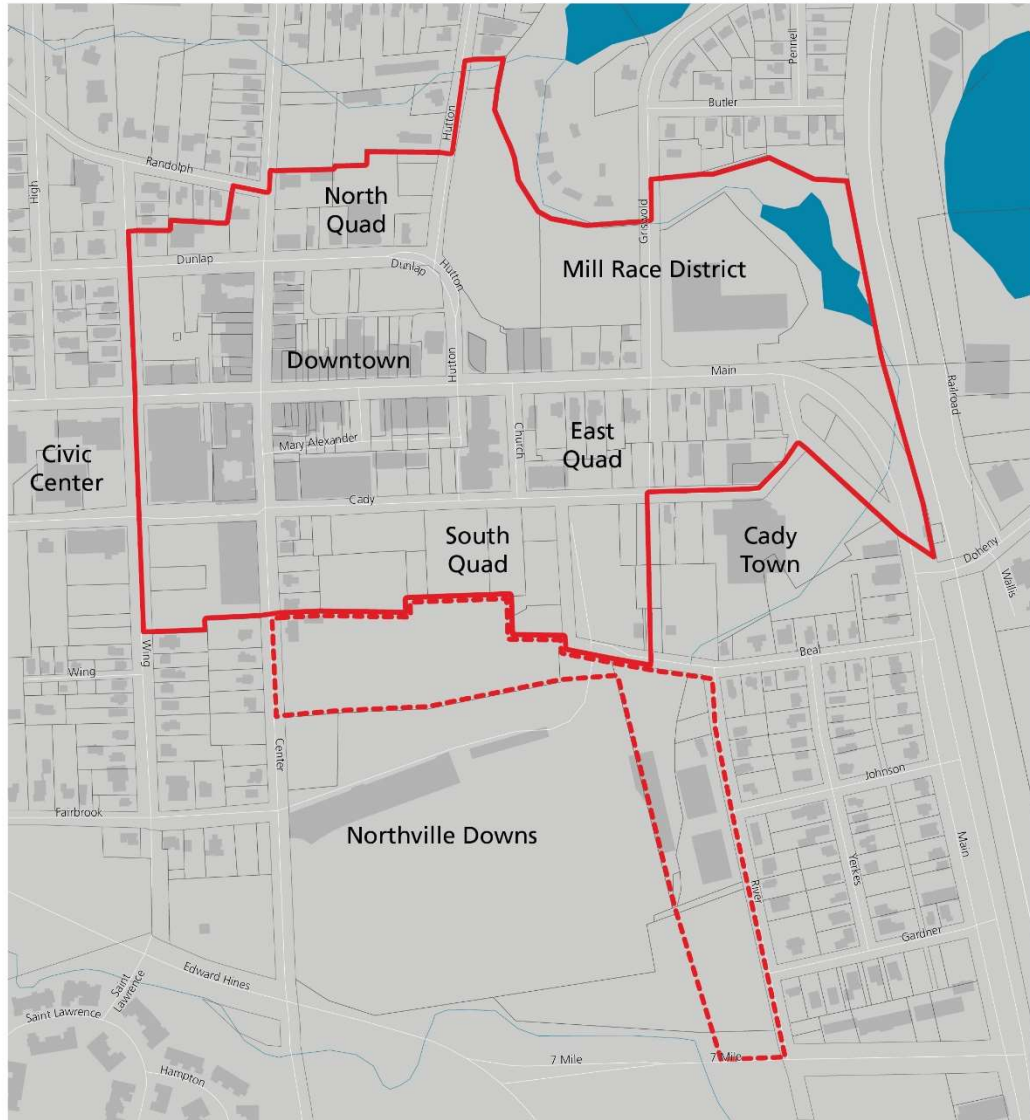 Pennell
Butler
Hutton
Randolph
High
North
Quad
Griswold
Dunlap
Dunlap
Hutton
Mill Race District
Downtown
Hutton
Main
Railroad
Mary Alexander
Church
East
Quad
Civic
Center
Cady
South
Quad
Cady
Town
Doheny
Wallis
Wing
Wing
Beal
Center
Johnson
Fairbrook
Northville Downs
Main
Yerkes
River
Gardner
Edward Hines
Saint
Lawrence
Saint Lawrence
7 Mile
7 Mile
Hampton